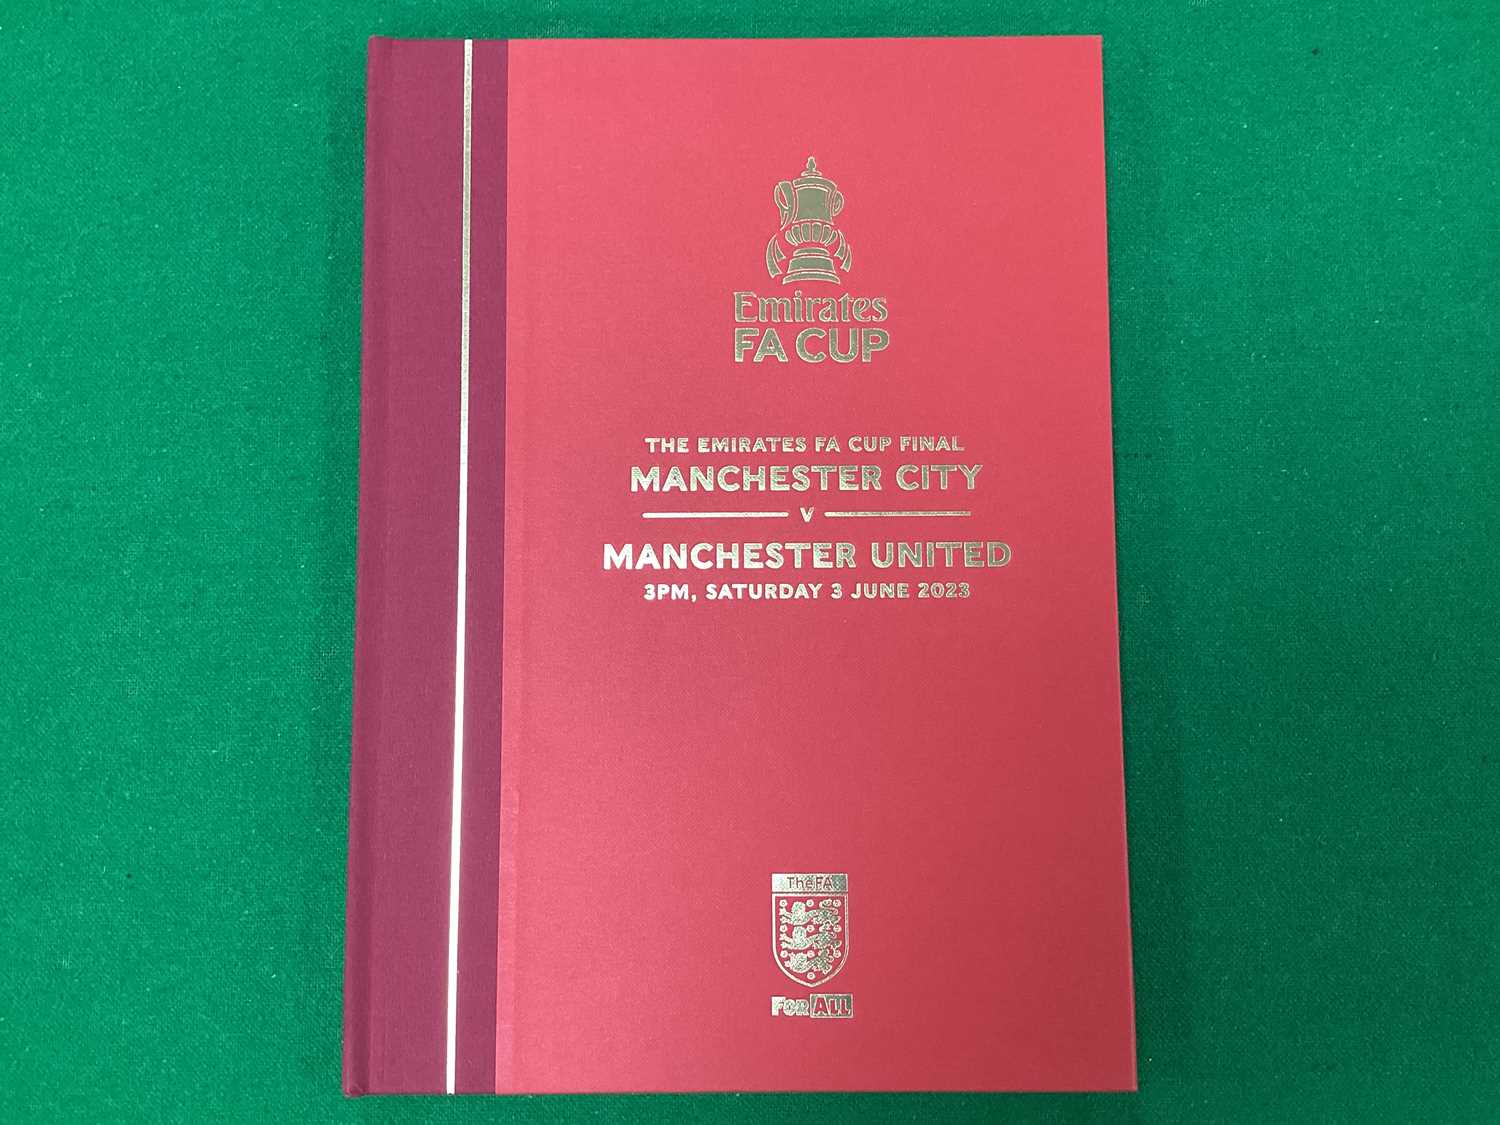 Emirates
FA CUP
THE EMIRATES FA CUP FINAL
MANCHESTER CITY
V
MANCHESTER UNITED
3PM, SATURDAY 3 JUNE 2023
The FA
FOR ALL